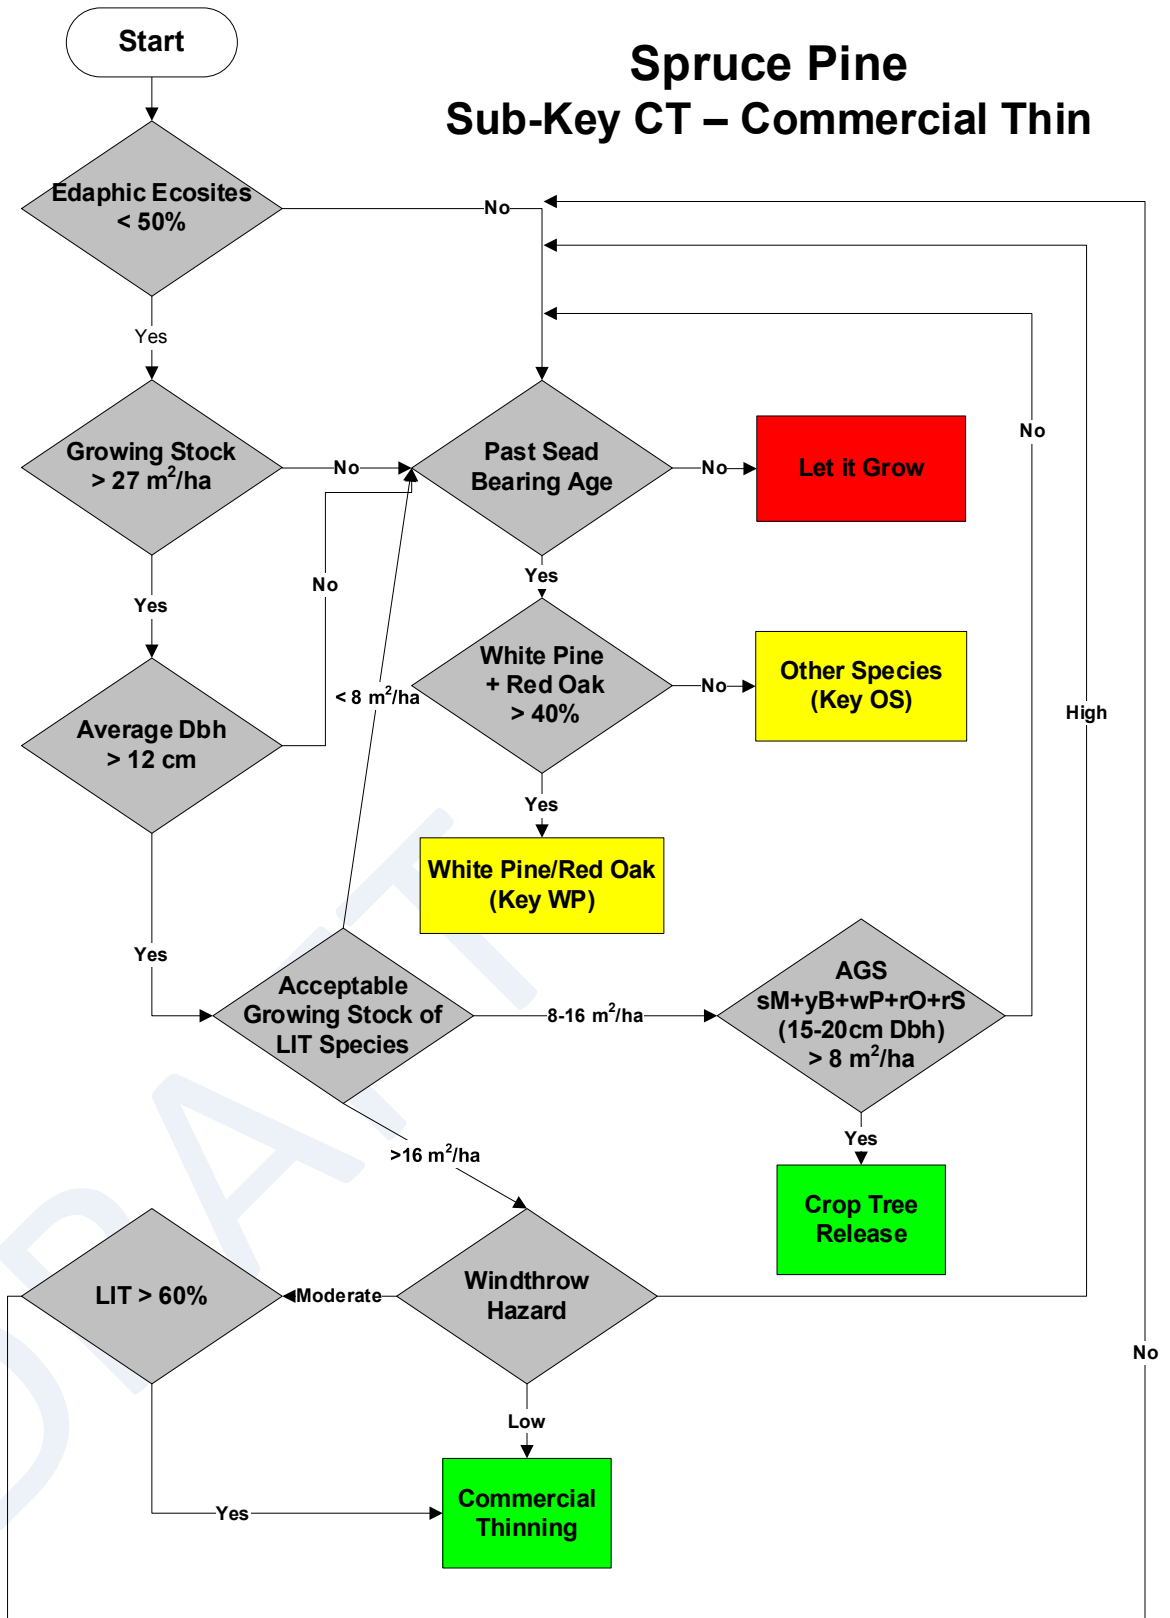 Start
Spruce Pine
Sub-Key CT – Commercial Thin
Edaphic Ecosites
< 50%
No
Yes
Growing Stock
> 27 m²/ha
No
Past Sead
Bearing Age
No
Let it Grow
No
Yes
No
Yes
Average Dbh
> 12 cm
< 8 m²/ha
White Pine
+ Red Oak
> 40%
No
Other Species
(Key OS)
High
Yes
White Pine/Red Oak
(Key WP)
Yes
Acceptable
Growing Stock of
LIT Species
8-16 m²/ha
AGS
sM+yB+wP+rO+rS
(15-20cm Dbh)
> 8 m²/ha
Yes
Crop Tree
Release
>16 m²/ha
LIT > 60%
Moderate
Windthrow
Hazard
No
Low
Yes
Commercial
Thinning
DRAFT